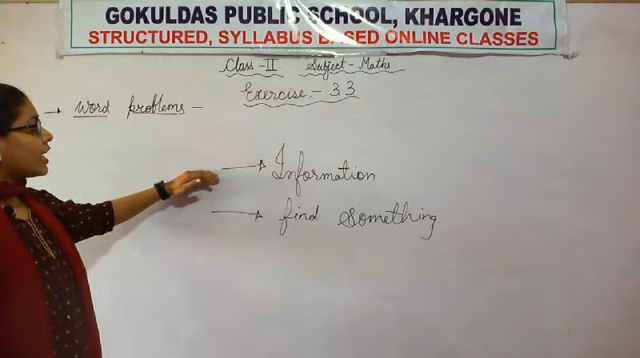 GOKULDAS PUBLIC SCHOOL, KHARGONE
STRUCTURED, SYLLABUS BASED ONLINE CLASSES
Class - II Subject - Maths
Exercise - 33
→ Word problems -
→ Information
→ find something